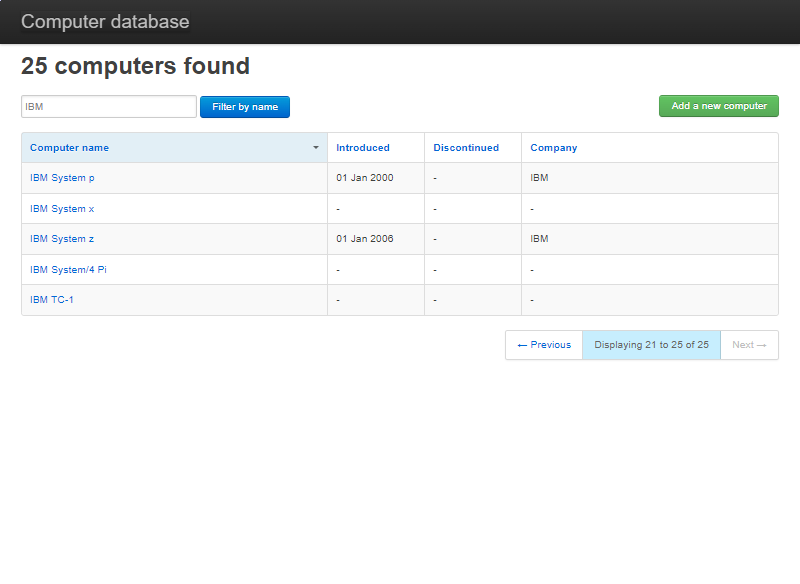 Computer database
25 computers found
IBM Filter by name Add a new computer
Computer name Introduced Discontinued Company
IBM System p 01 Jan 2000 - IBM
IBM System x - - -
IBM System z 01 Jan 2006 - IBM
IBM System/4 Pi - - -
IBM TC-1 - - -
← Previous Displaying 21 to 25 of 25 Next →